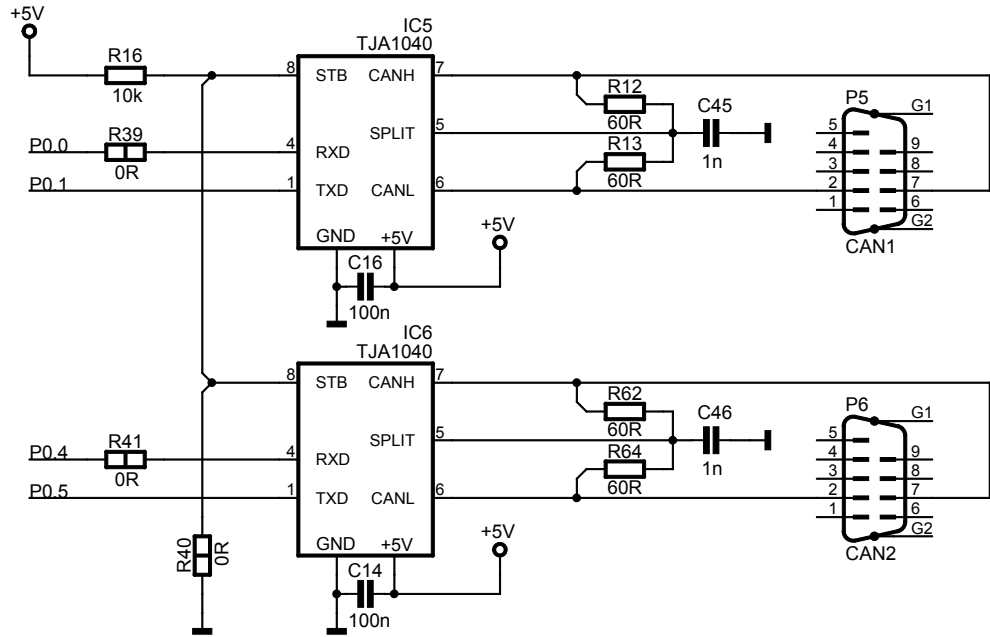 +5V
R16
10k
IC5
TJA1040
8 STB CANH 7
R12
60R
C45
1n
P5
G1
SPLIT 5
5
P0.0 R39
0R
4 RXD
R13
60R
4 9
3 8
P0.1
1 TXD CANL 6
2 7
1 6
G2
CAN1
GND +5V
+5V
C16
100n
IC6
TJA1040
8 STB CANH 7
R62
60R
C46
1n
P6
G1
SPLIT 5
5
P0.4 R41
0R
4 RXD
R64
60R
4 9
3 8
P0.5
1 TXD CANL 6
2 7
1 6
G2
CAN2
R40
0R
GND +5V
+5V
C14
100n